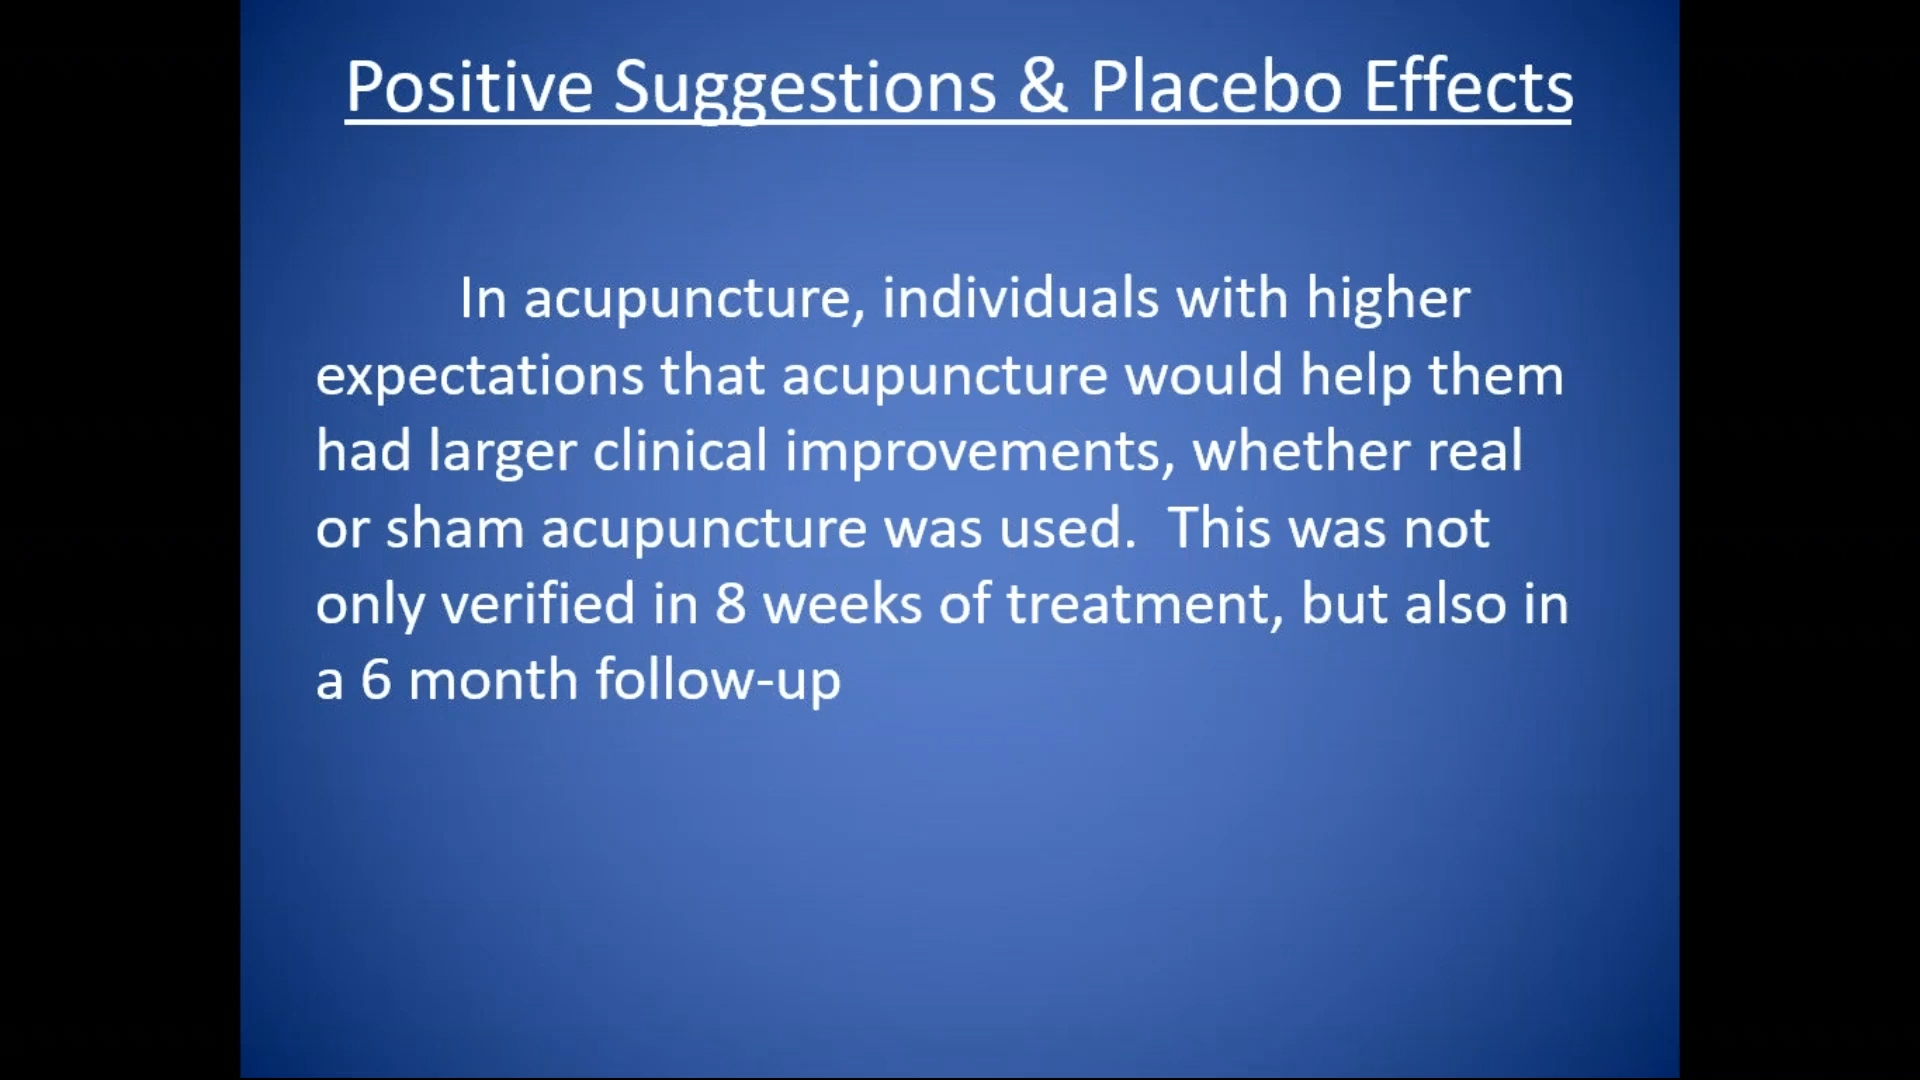 Positive Suggestions & Placebo Effects
In acupuncture, individuals with higher
expectations that acupuncture would help them
had larger clinical improvements, whether real
or sham acupuncture was used.  This was not
only verified in 8 weeks of treatment, but also in
a 6 month follow-up